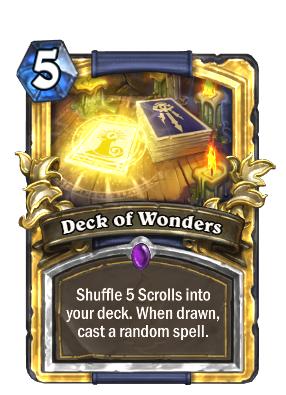 5
Deck of Wonders
Shuffle 5 Scrolls into
your deck. When drawn,
cast a random spell.